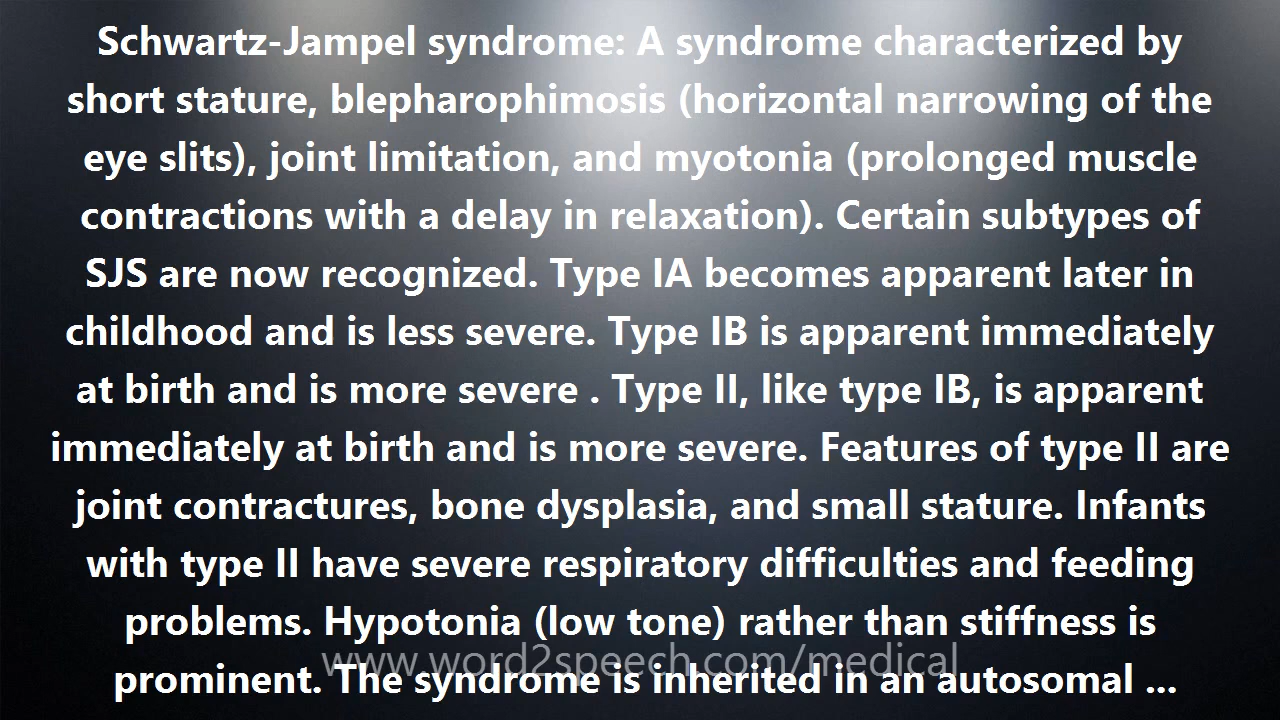 Schwartz-Jampel syndrome: A syndrome characterized by
short stature, blepharophimosis (horizontal narrowing of the
eye slits), joint limitation, and myotonia (prolonged muscle
contractions with a delay in relaxation). Certain subtypes of
SJS are now recognized. Type IA becomes apparent later in
childhood and is less severe. Type IB is apparent immediately
at birth and is more severe . Type II, like type IB, is apparent
immediately at birth and is more severe. Features of type II are
joint contractures, bone dysplasia, and small stature. Infants
with type II have severe respiratory difficulties and feeding
problems. Hypotonia (low tone) rather than stiffness is
www.word2speech.com/medical
prominent. The syndrome is inherited in an autosomal ...